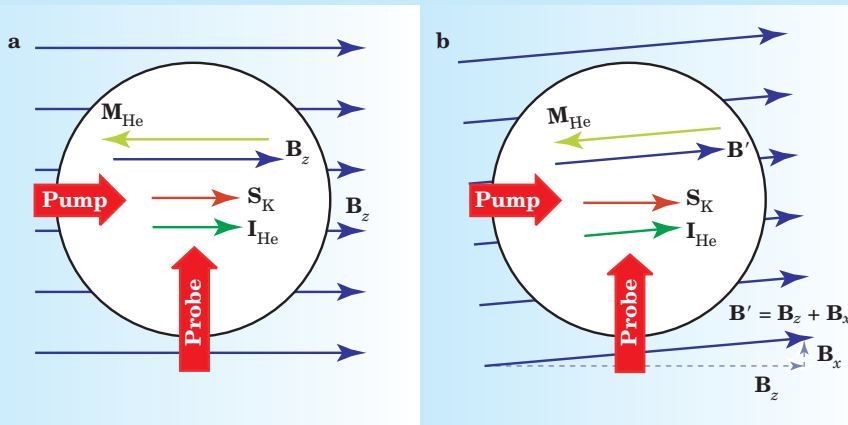 a
M_He
B_z
Pump
S_K
B_z
I_He
Probe
b
M_He
B′
Pump
S_K
I_He
Probe
B′ = B_z + B_x
B_x
B_z